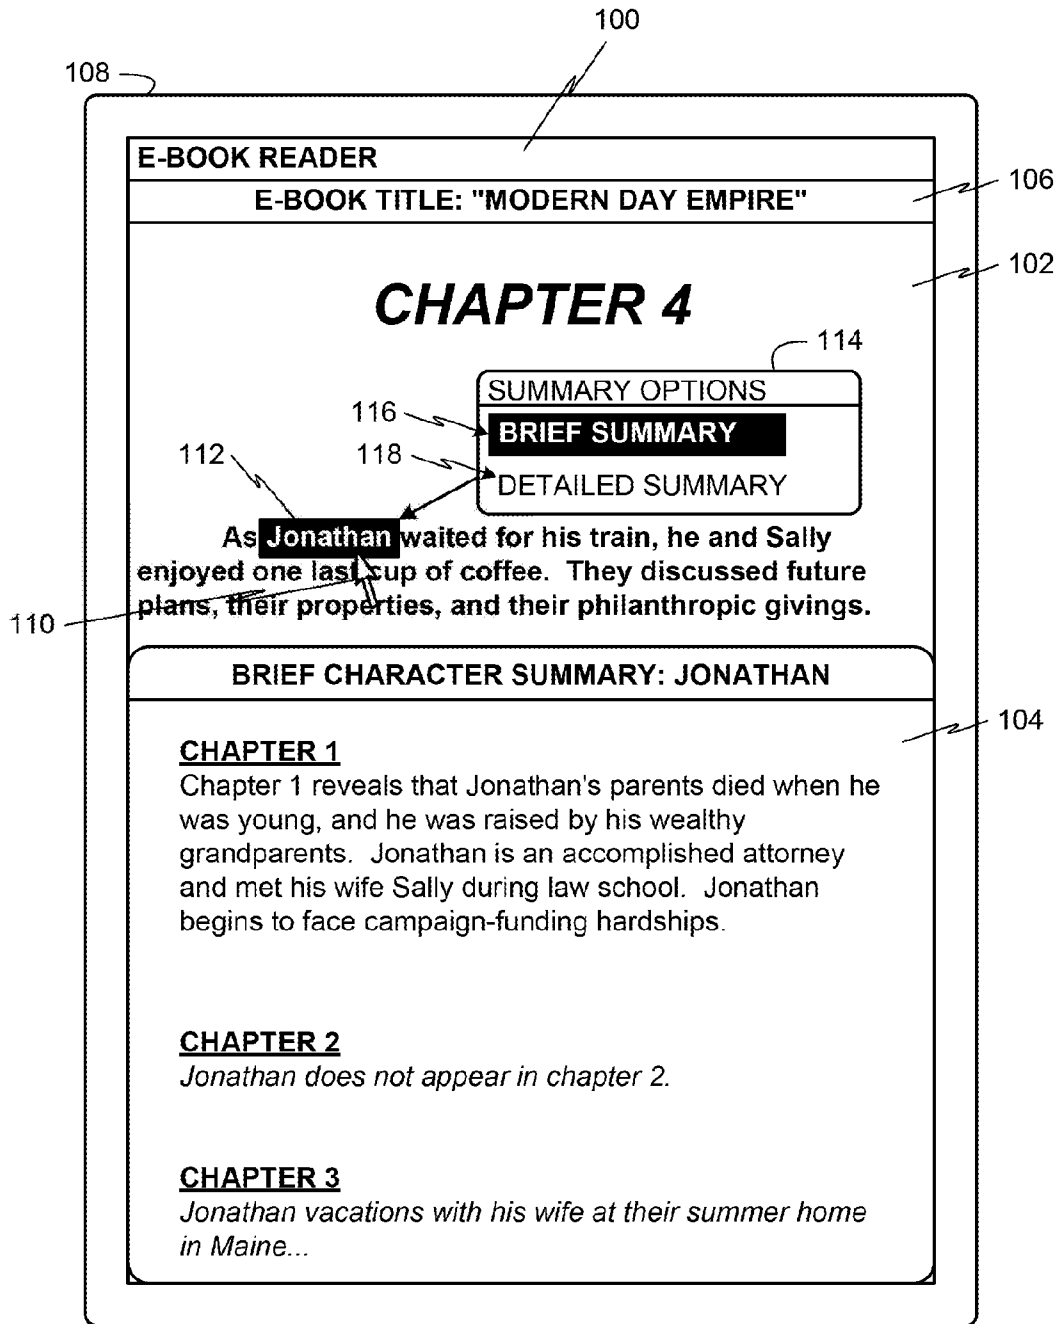 100
108
E-BOOK READER
E-BOOK TITLE: "MODERN DAY EMPIRE"
106
102
CHAPTER 4
114
SUMMARY OPTIONS
116
BRIEF SUMMARY
112
118
DETAILED SUMMARY
As Jonathan waited for his train, he and Sally
enjoyed one last cup of coffee. They discussed future
plans, their properties, and their philanthropic givings.
110
BRIEF CHARACTER SUMMARY: JONATHAN
104
CHAPTER 1
Chapter 1 reveals that Jonathan's parents died when he
was young, and he was raised by his wealthy
grandparents. Jonathan is an accomplished attorney
and met his wife Sally during law school. Jonathan
begins to face campaign-funding hardships.
CHAPTER 2
Jonathan does not appear in chapter 2.
CHAPTER 3
Jonathan vacations with his wife at their summer home
in Maine...